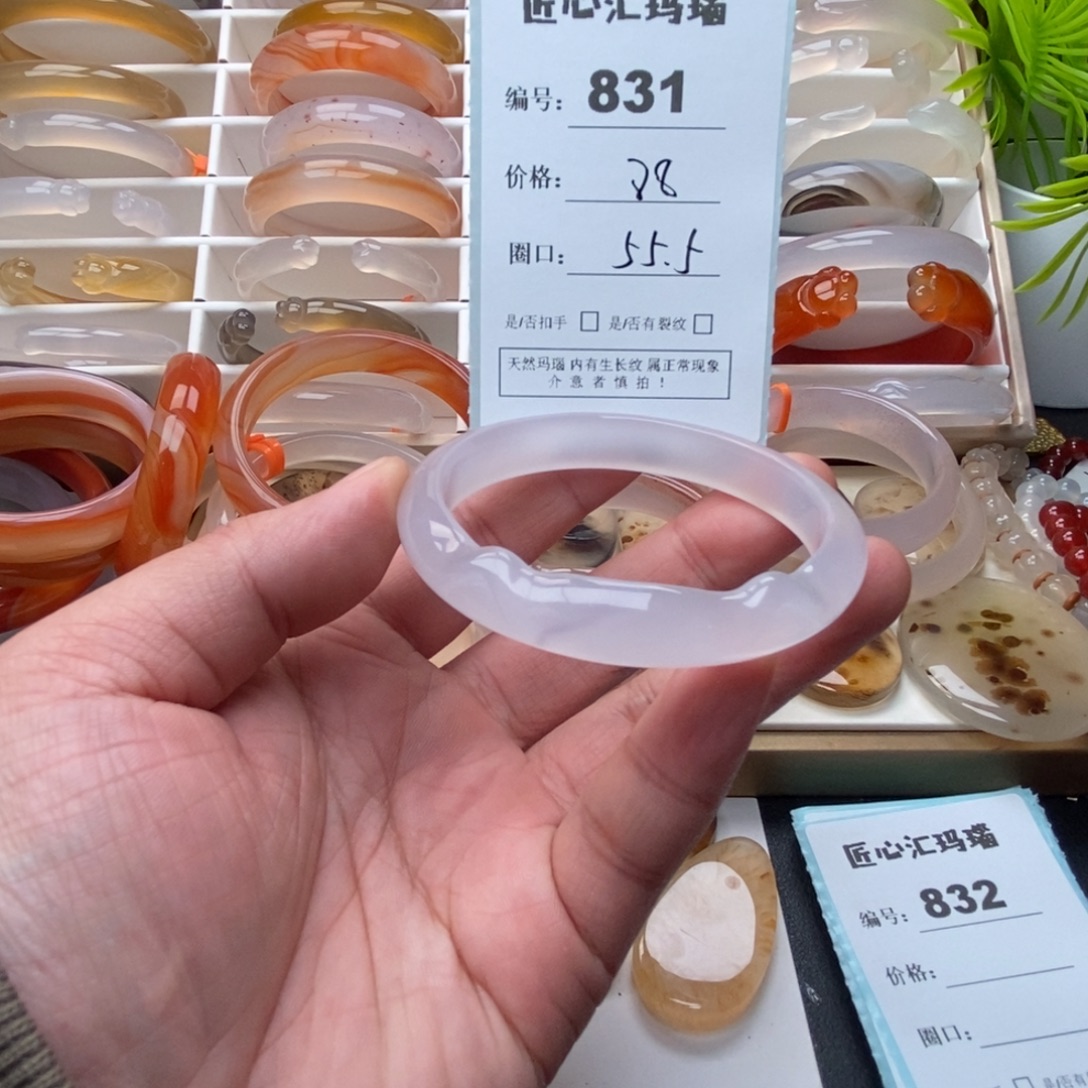 匠心汇玛瑙
编号: 831
价格: 38
圈口: 55.5
是/否扣手 □ 是/否有裂纹 □
天然玛瑙 内有生长纹 属正常现象
介意者慎拍！
匠心汇玛瑙
编号: 832
价格:
圈口: